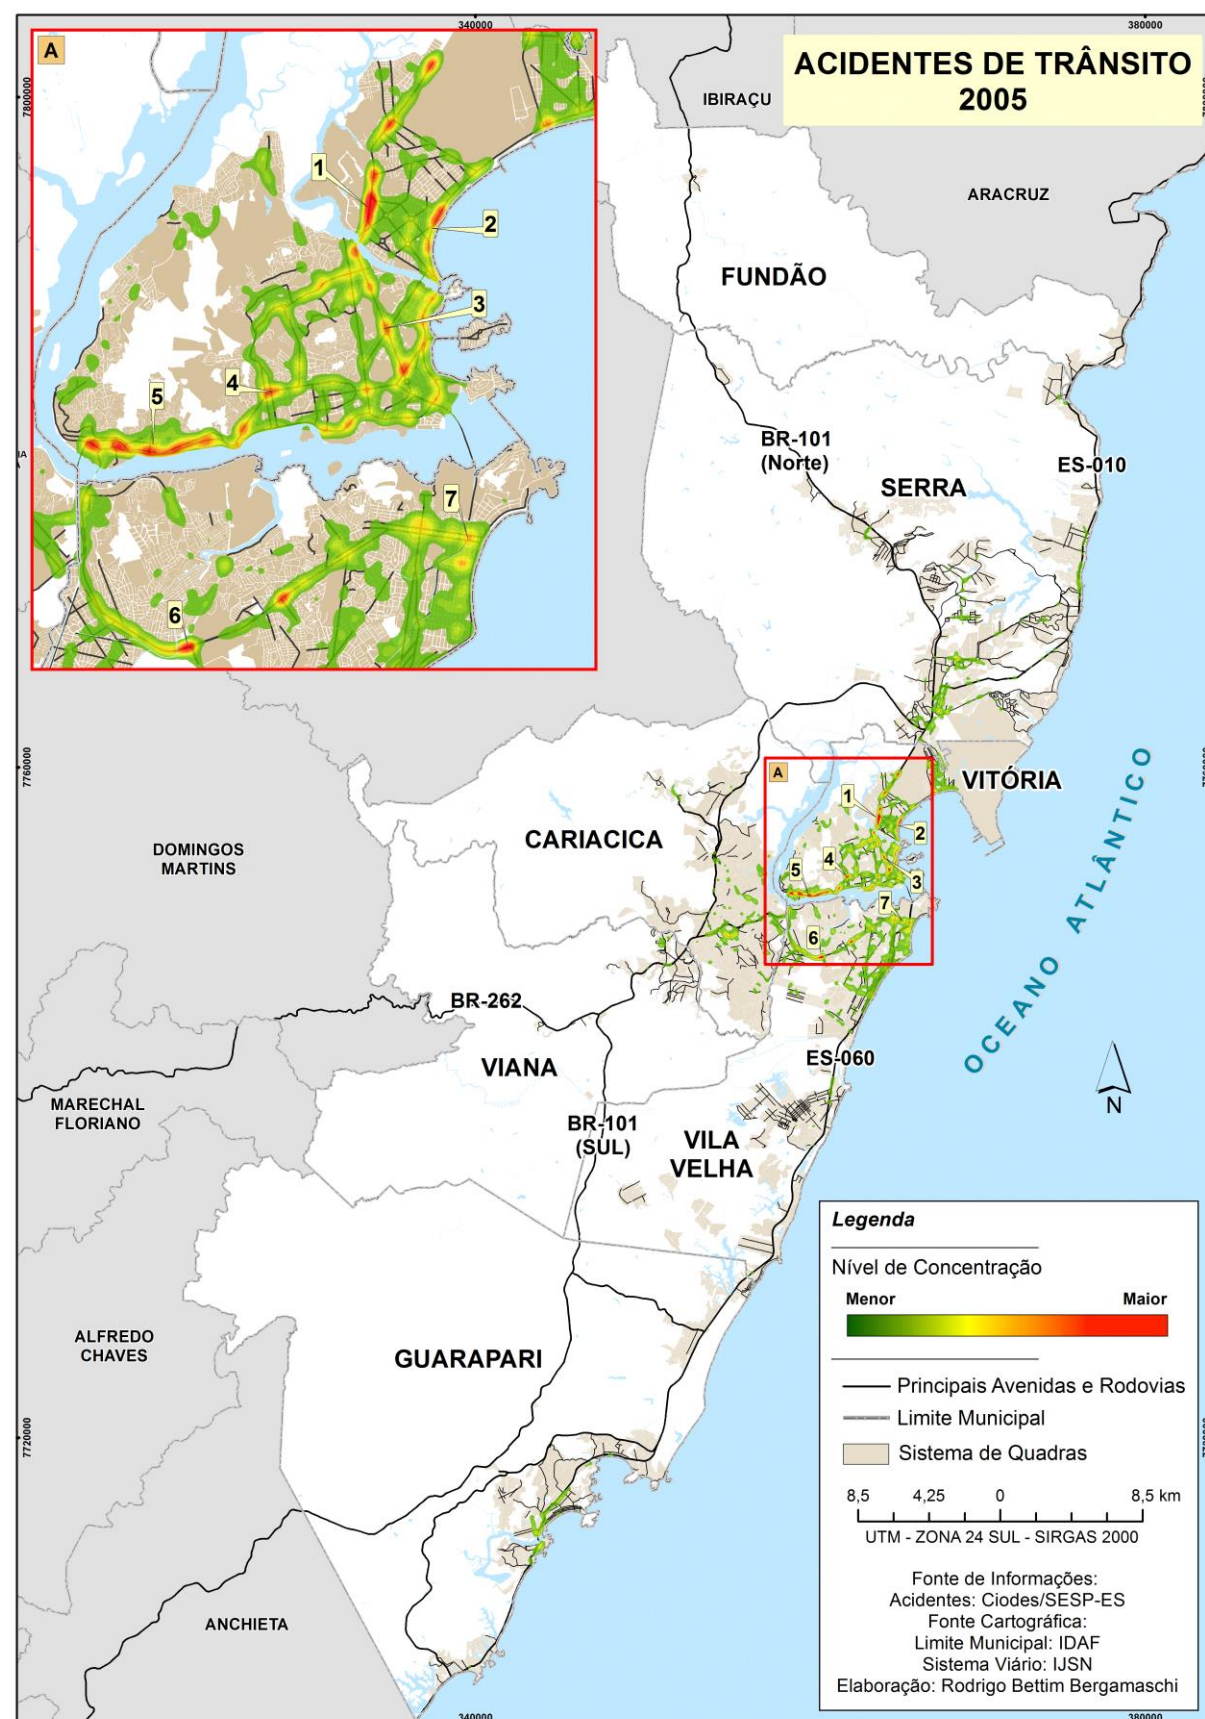 340000
380000
A
ACIDENTES DE TRÂNSITO
2005
7800000
IBIRAÇU
ARACRUZ
1
2
3
4
5
6
7
FUNDÃO
BR-101
(Norte)
ES-010
SERRA
7760000
A
VITÓRIA
1
2
3
4
5
6
7
CARIACICA
DOMINGOS
MARTINS
OCEANO ATLÂNTICO
BR-262
VIANA
ES-060
N
MARECHAL
FLORIANO
BR-101
(SUL)
VILA
VELHA
ALFREDO
CHAVES
GUARAPARI
7720000
ANCHIETA
Legenda
Nível de Concentração
Menor
Maior
Principais Avenidas e Rodovias
Limite Municipal
Sistema de Quadras
8,5 4,25 0 8,5 km
UTM - ZONA 24 SUL - SIRGAS 2000
Fonte de Informações:
Acidentes: Ciodes/SESP-ES
Fonte Cartográfica:
Limite Municipal: IDAF
Sistema Viário: IJSN
Elaboração: Rodrigo Bettim Bergamaschi
340000
380000